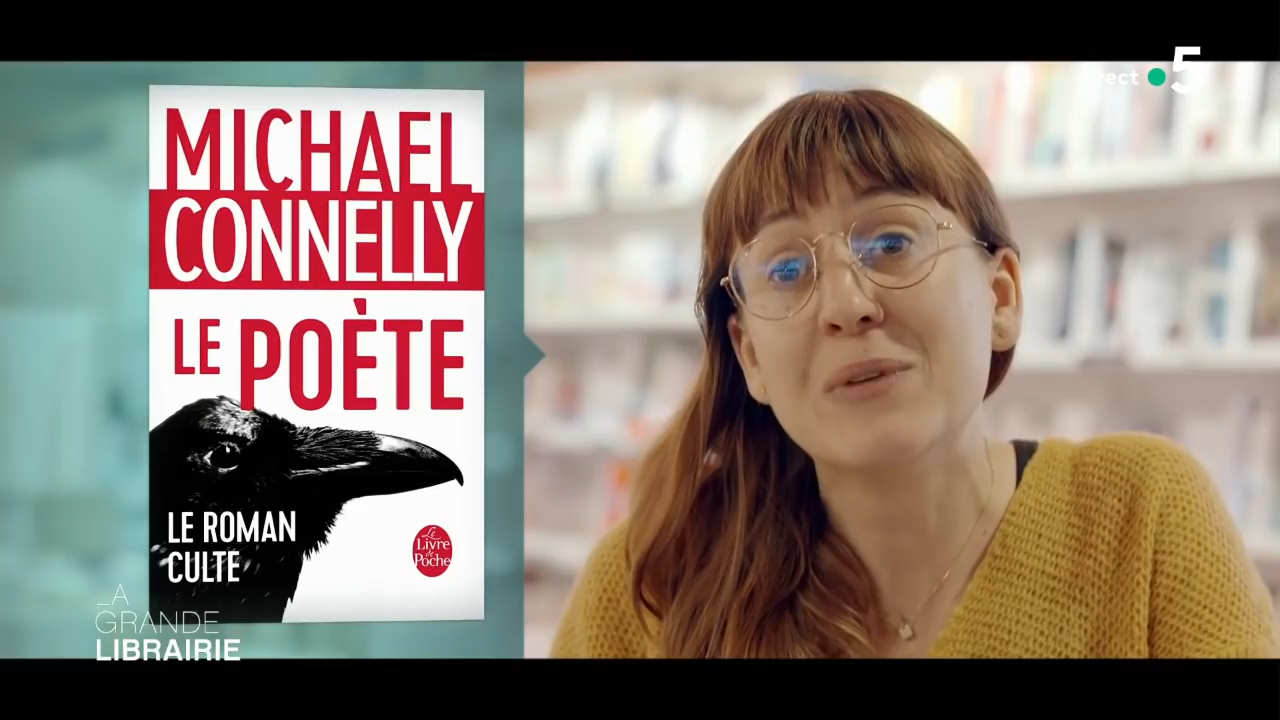 MICHAEL
CONNELLY
LE POÈTE
LE ROMAN
CULTE
Le
Livre
de
Poche
LA
GRANDE
LIBRAIRIE
5